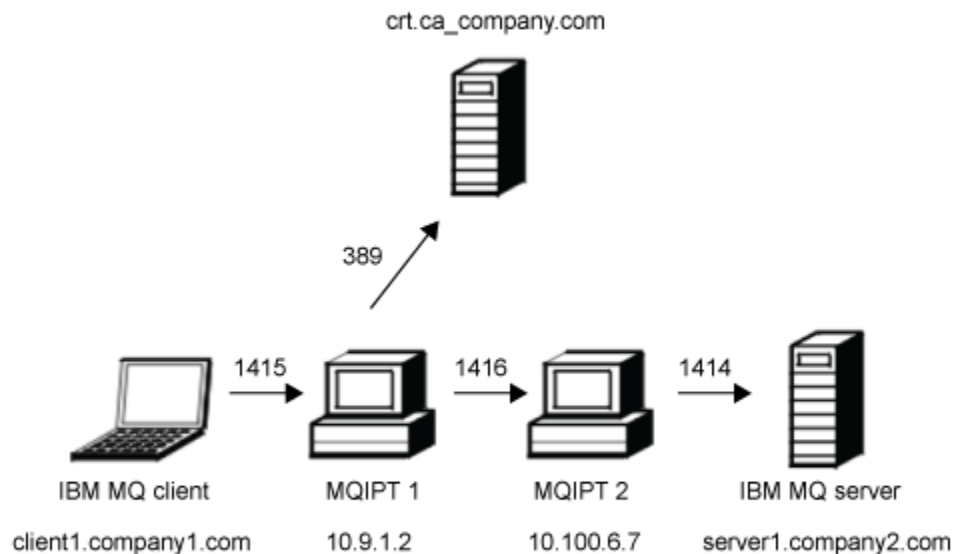 crt.ca_company.com
389
1415
1416
1414
IBM MQ client
MQIPT 1
MQIPT 2
IBM MQ server
client1.company1.com
10.9.1.2
10.100.6.7
server1.company2.com